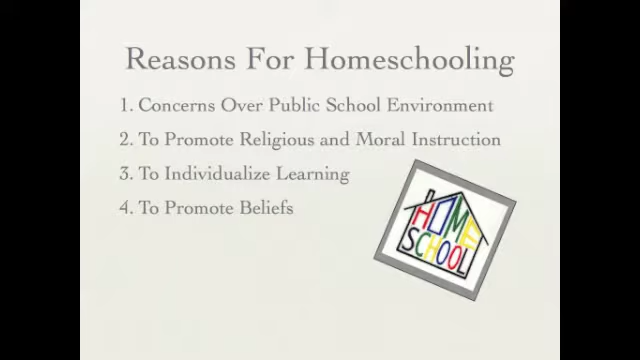 Reasons For Homeschooling
1. Concerns Over Public School Environment
2. To Promote Religious and Moral Instruction
3. To Individualize Learning
4. To Promote Beliefs
HOME
SCHOOL